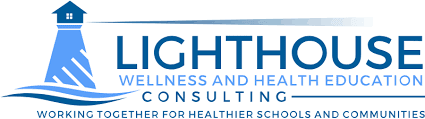 LIGHTHOUSE
WELLNESS AND HEALTH EDUCATION
CONSULTING
WORKING TOGETHER FOR HEALTHIER SCHOOLS AND COMMUNITIES